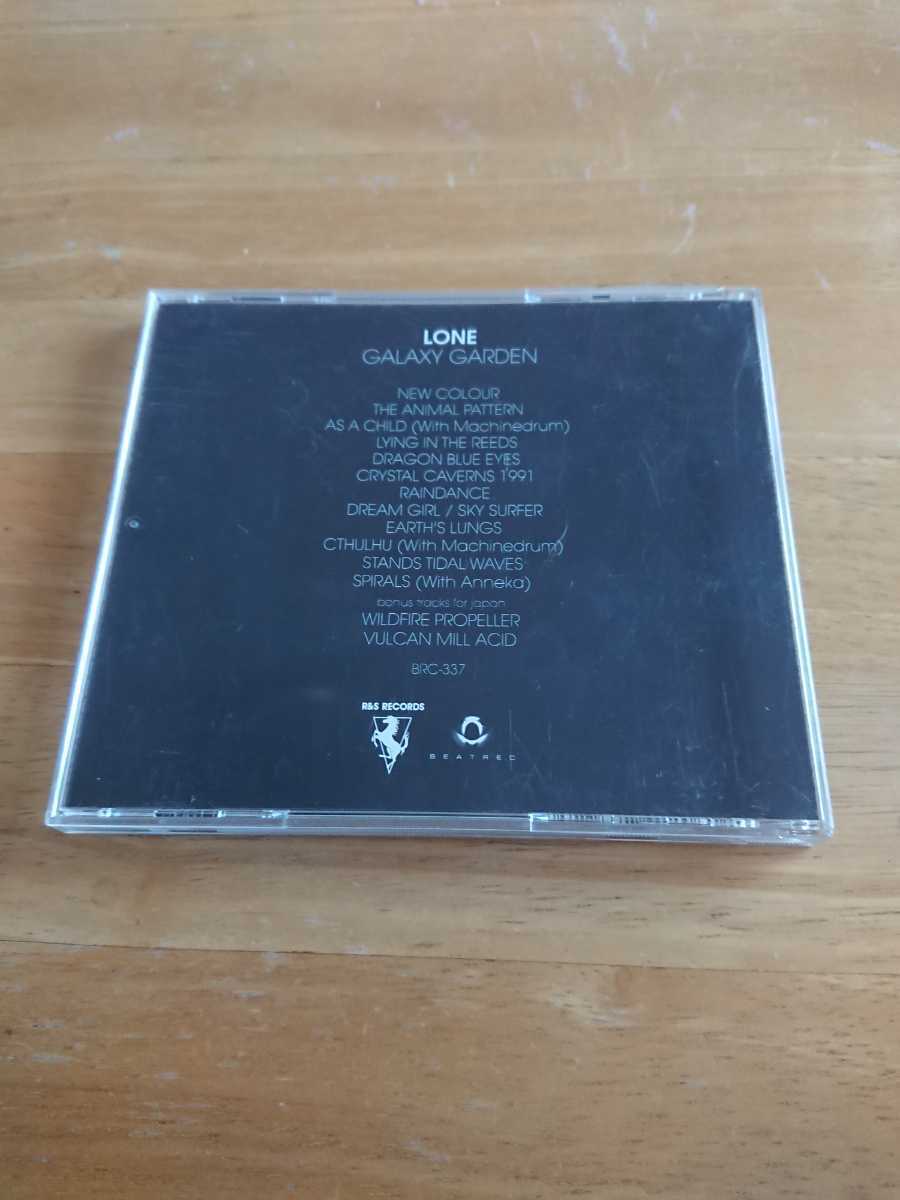 LONE
GALAXY GARDEN
NEW COLOUR
THE ANIMAL PATTERN
AS A CHILD (With Machinedrum)
LYING IN THE REEDS
DRAGON BLUE EYES
CRYSTAL CAVERNS 1991
RAINDANCE
DREAM GIRL / SKY SURFER
EARTH'S LUNGS
CTHULHU (With Machinedrum)
STANDS TIDAL WAVES
SPIRALS (With Anneka)
bonus tracks for japan
WILDFIRE PROPELLER
VULCAN MILL ACID
BRC-337
R&S RECORDS
BEATREC